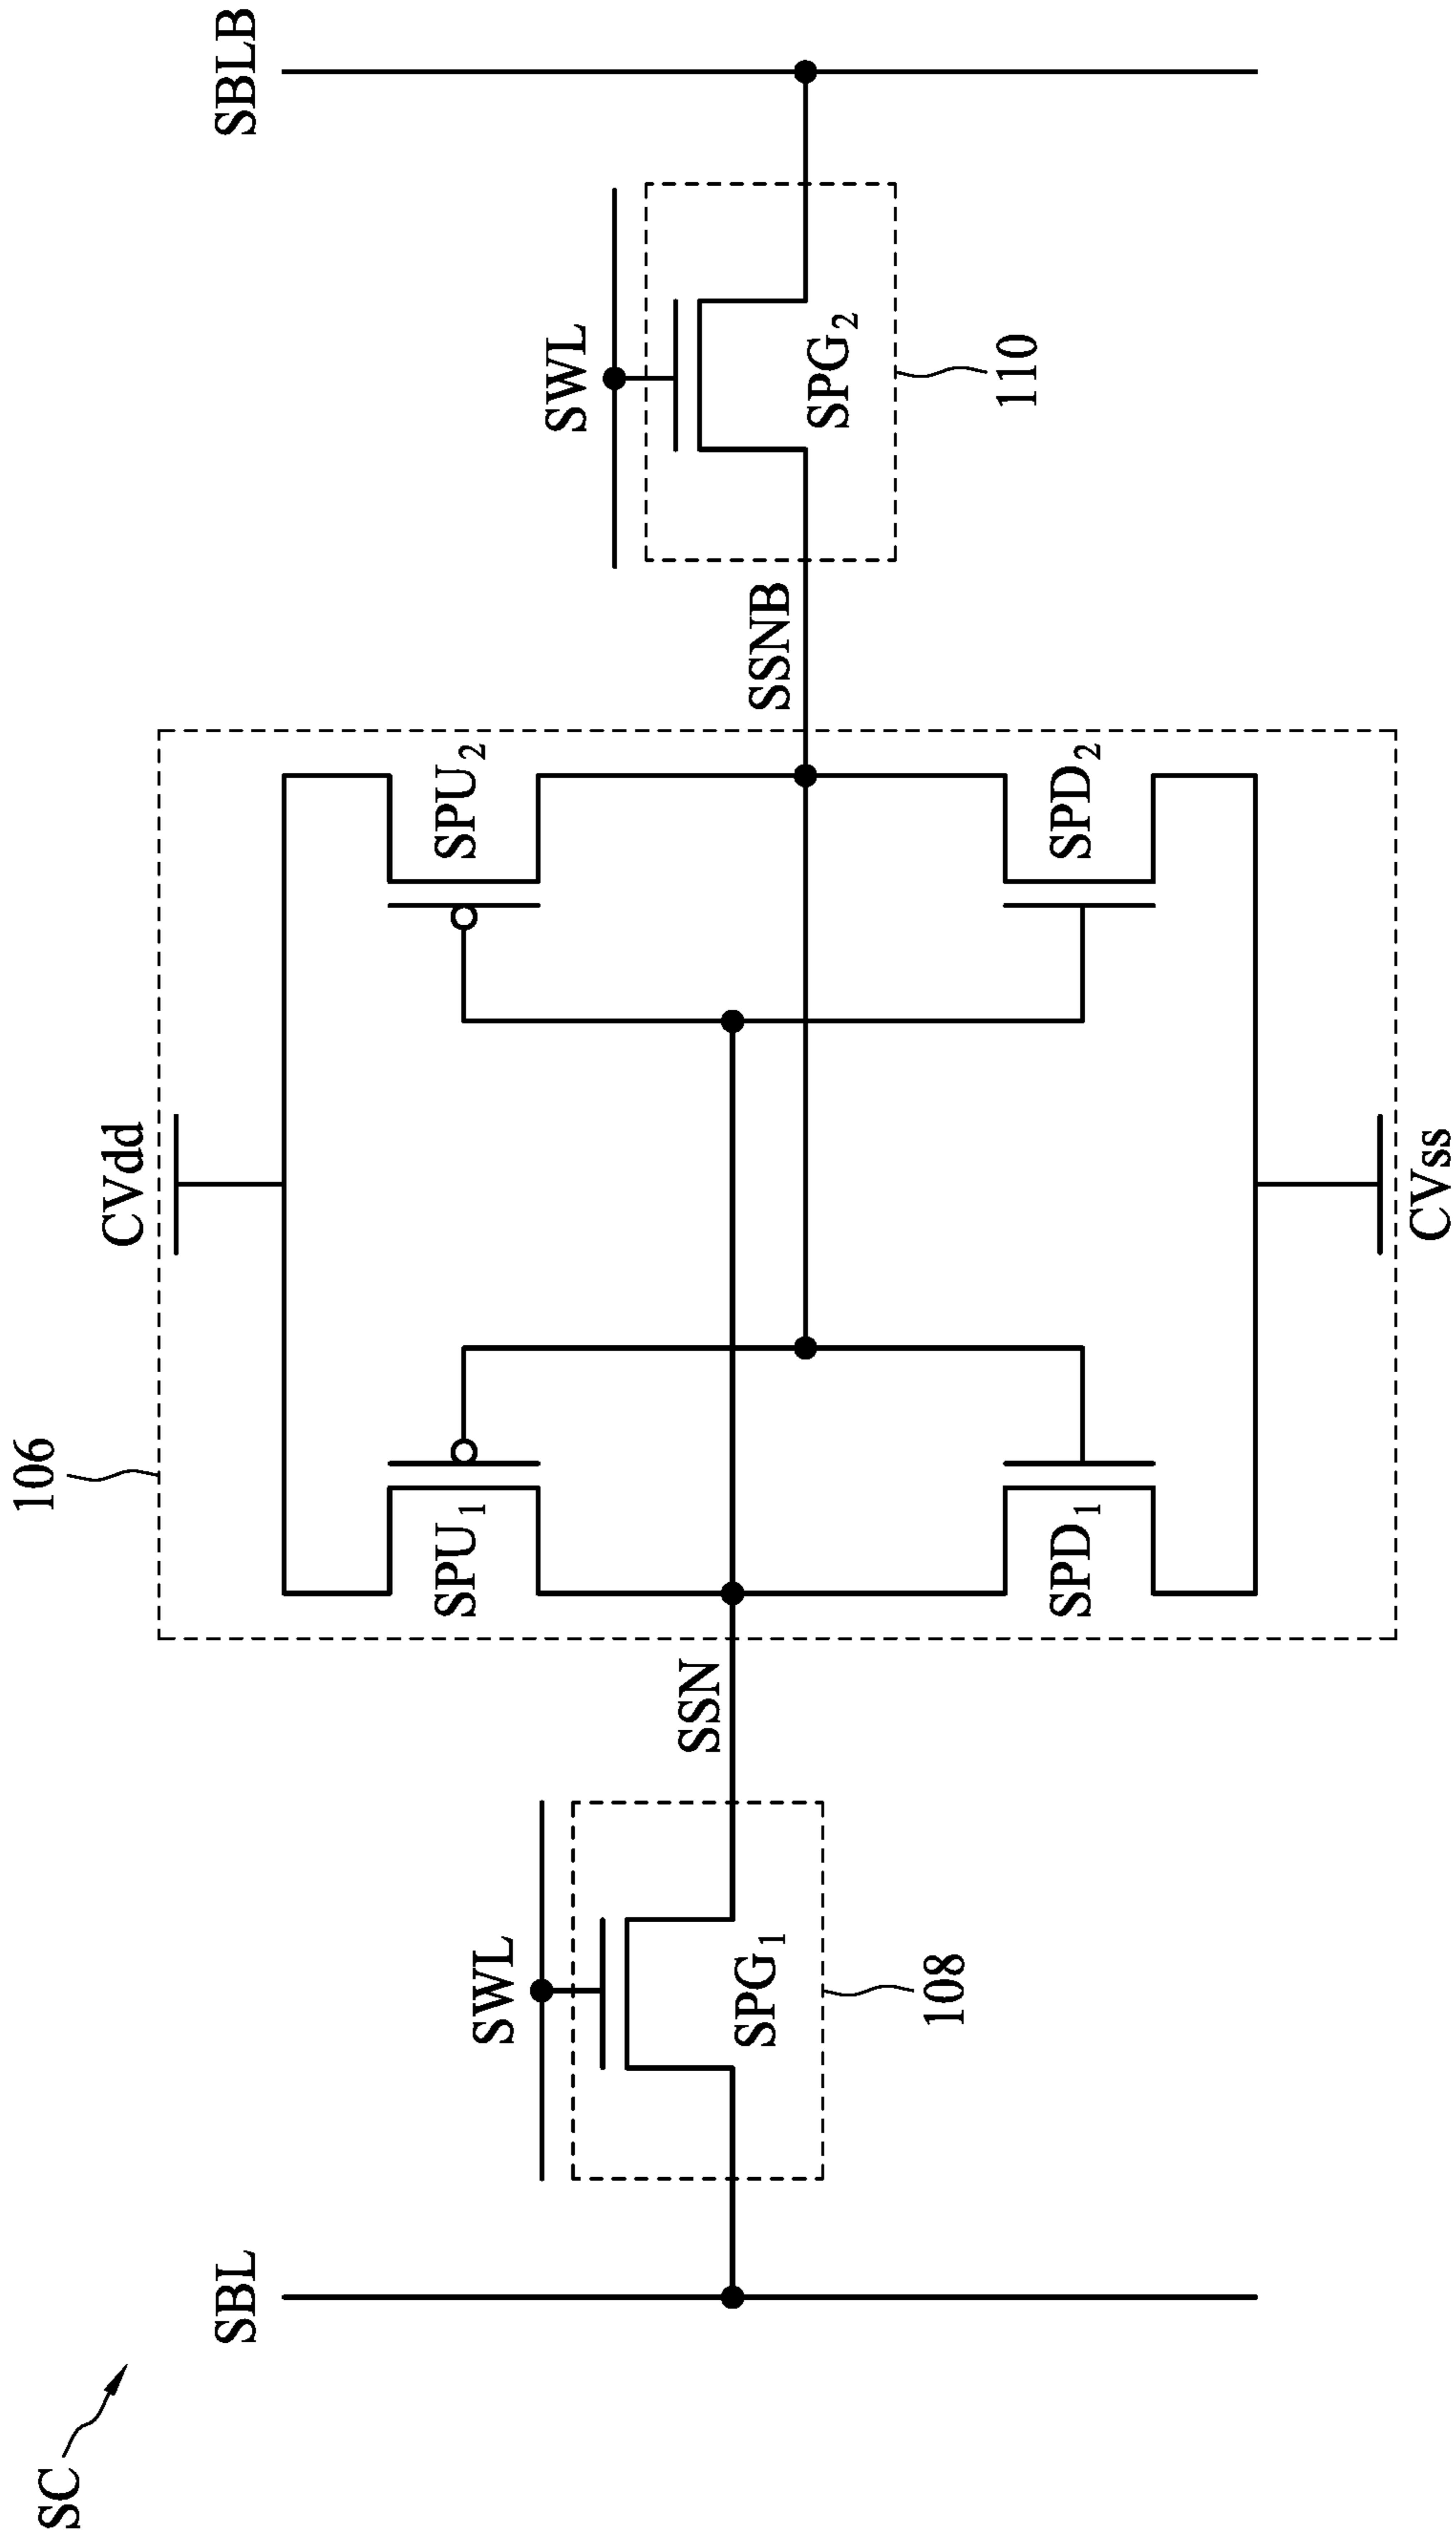 SC
SBL
SBLB
106
CVdd
SWL
SWL
SPU₁
SPU₂
SSN
SSNB
SPG₁
SPG₂
108
110
SPD₁
SPD₂
CVss